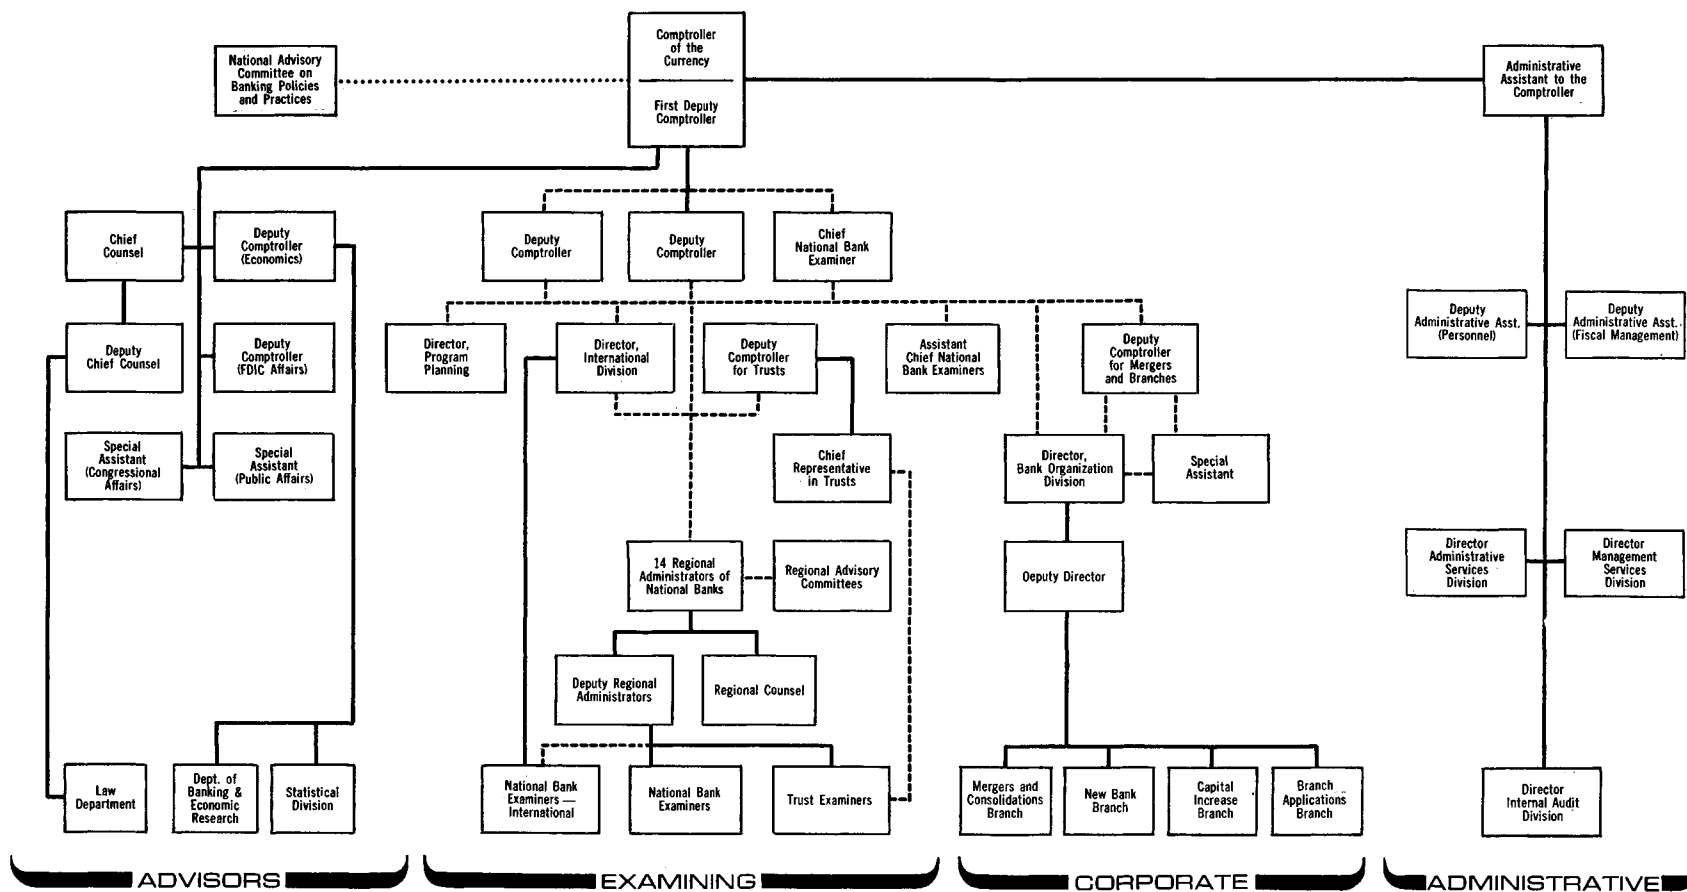 Comptroller
of the
Currency
First Deputy
Comptroller
National Advisory
Committee on
Banking Policies
and Practices
Administrative
Assistant to the
Comptroller
Chief
Counsel
Deputy
Comptroller
(Economics)
Deputy
Comptroller
Deputy
Comptroller
Chief
National Bank
Examiner
Deputy
Administrative Asst.
(Personnel)
Deputy
Administrative Asst.
(Fiscal Management)
Deputy
Chief Counsel
Deputy
Comptroller
(FDIC Affairs)
Director,
Program
Planning
Director,
International
Division
Deputy
Comptroller
for Trusts
Assistant
Chief National
Bank Examiners
Deputy
Comptroller
for Mergers
and Branches
Special
Assistant
(Congressional
Affairs)
Special
Assistant
(Public Affairs)
Chief
Representative
in Trusts
Director,
Bank Organization
Division
Special
Assistant
14 Regional
Administrators of
National Banks
Regional Advisory
Committees
Oeputy Director
Director
Administrative
Services
Division
Director
Management
Services
Division
Deputy Regional
Administrators
Regional Counsel
Law
Department
Dept. of
Banking &
Economic
Research
Statistical
Division
National Bank
Examiners —
International
National Bank
Examiners
Trust Examiners
Mergers and
Consolidations
Branch
New Bank
Branch
Capital
Increase
Branch
Branch
Applications
Branch
Director
Internal Audit
Division
ADVISORS
EXAMINING
CORPORATE
ADMINISTRATIVE